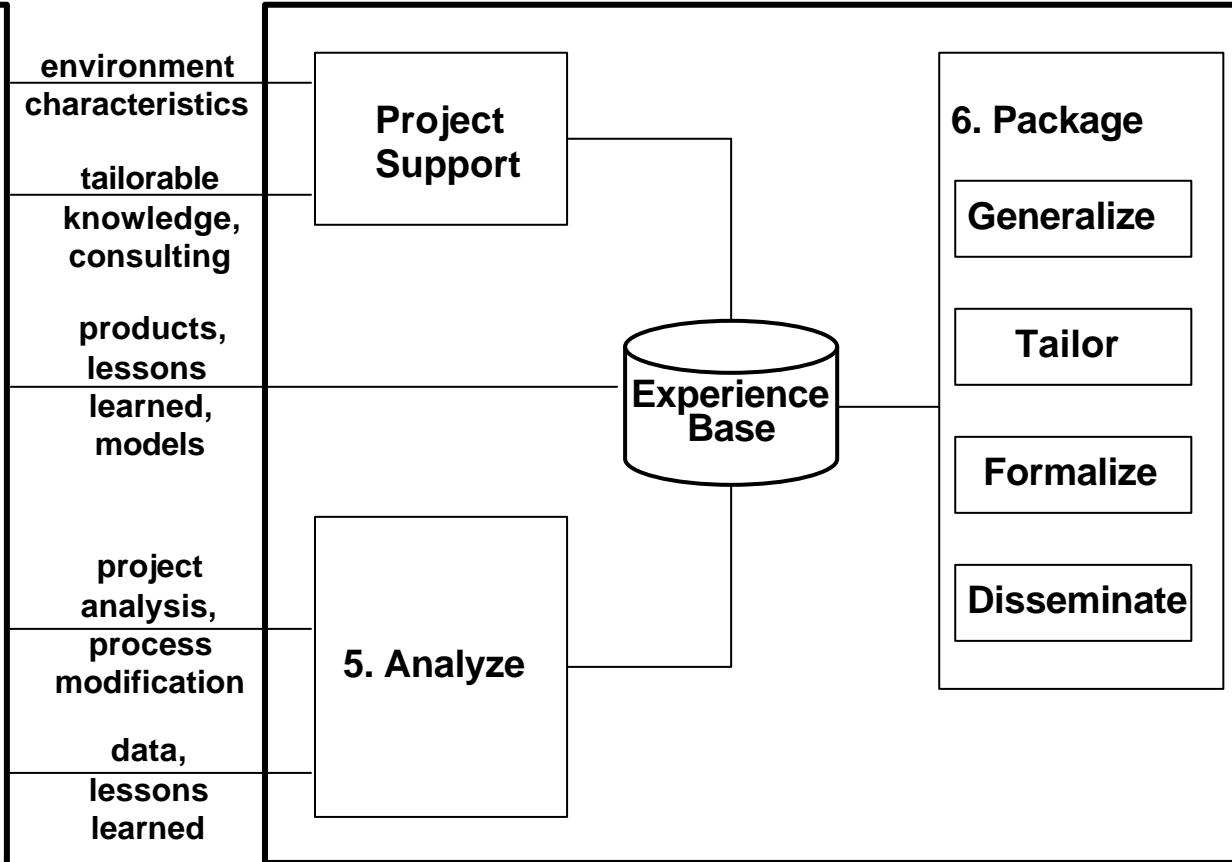 environment
characteristics
tailorable
knowledge,
consulting
products,
lessons
learned,
models
project
analysis,
process
modification
data,
lessons
learned
Project
Support
5. Analyze
Experience
Base
6. Package
Generalize
Tailor
Formalize
Disseminate